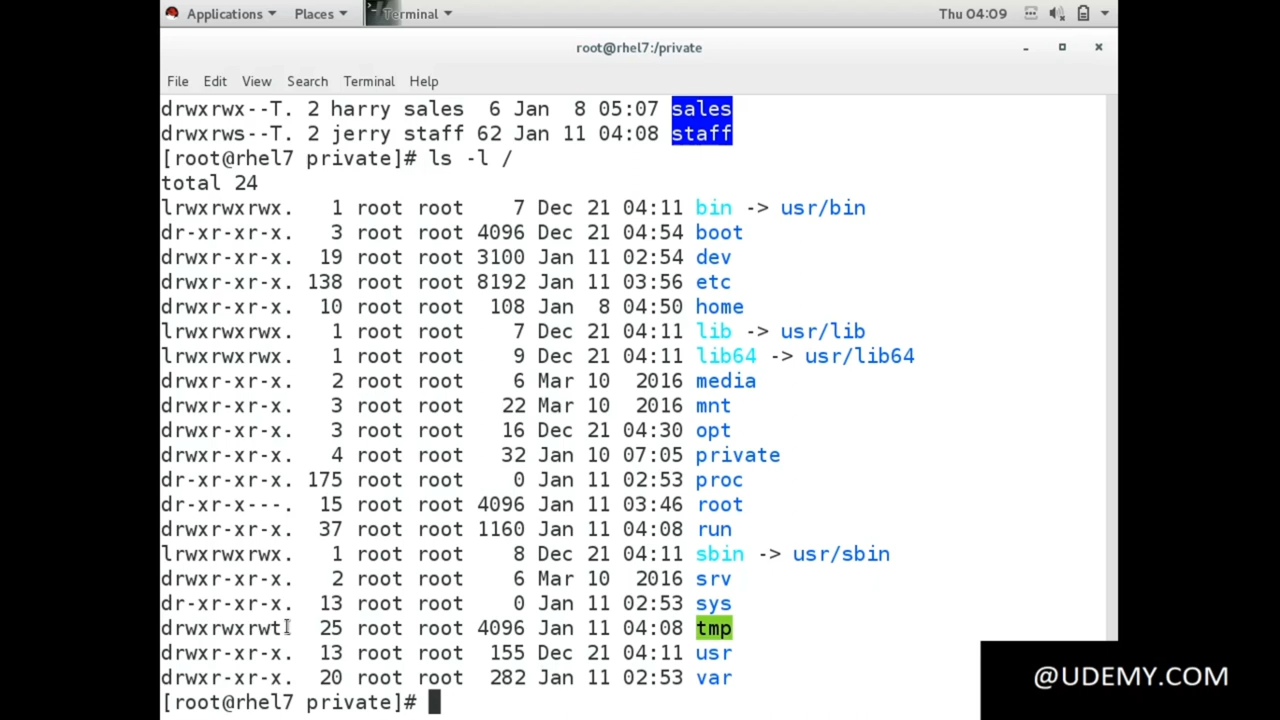 Applications Places Terminal Thu 04:09
root@rhel7:/private
File Edit View Search Terminal Help
drwxrwx--T. 2 harry sales  6 Jan  8 05:07 sales
drwxrws--T. 2 jerry staff 62 Jan 11 04:08 staff
[root@rhel7 private]# ls -l /
total 24
lrwxrwxrwx.   1 root root    7 Dec 21 04:11 bin -> usr/bin
dr-xr-xr-x.   3 root root 4096 Dec 21 04:54 boot
drwxr-xr-x.  19 root root 3100 Jan 11 02:54 dev
drwxr-xr-x. 138 root root 8192 Jan 11 03:56 etc
drwxr-xr-x.  10 root root  108 Jan  8 04:50 home
lrwxrwxrwx.   1 root root    7 Dec 21 04:11 lib -> usr/lib
lrwxrwxrwx.   1 root root    9 Dec 21 04:11 lib64 -> usr/lib64
drwxr-xr-x.   2 root root    6 Mar 10  2016 media
drwxr-xr-x.   3 root root   22 Mar 10  2016 mnt
drwxr-xr-x.   3 root root   16 Dec 21 04:30 opt
drwxr-xr-x.   4 root root   32 Jan 10 07:05 private
dr-xr-xr-x. 175 root root    0 Jan 11 02:53 proc
dr-xr-x---.  15 root root 4096 Jan 11 03:46 root
drwxr-xr-x.  37 root root 1160 Jan 11 04:08 run
lrwxrwxrwx.   1 root root    8 Dec 21 04:11 sbin -> usr/sbin
drwxr-xr-x.   2 root root    6 Mar 10  2016 srv
dr-xr-xr-x.  13 root root    0 Jan 11 02:53 sys
drwxrwxrwt.  25 root root 4096 Jan 11 04:08 tmp
drwxr-xr-x.  13 root root  155 Dec 21 04:11 usr
drwxr-xr-x.  20 root root  282 Jan 11 02:53 var
[root@rhel7 private]#
@UDEMY.COM